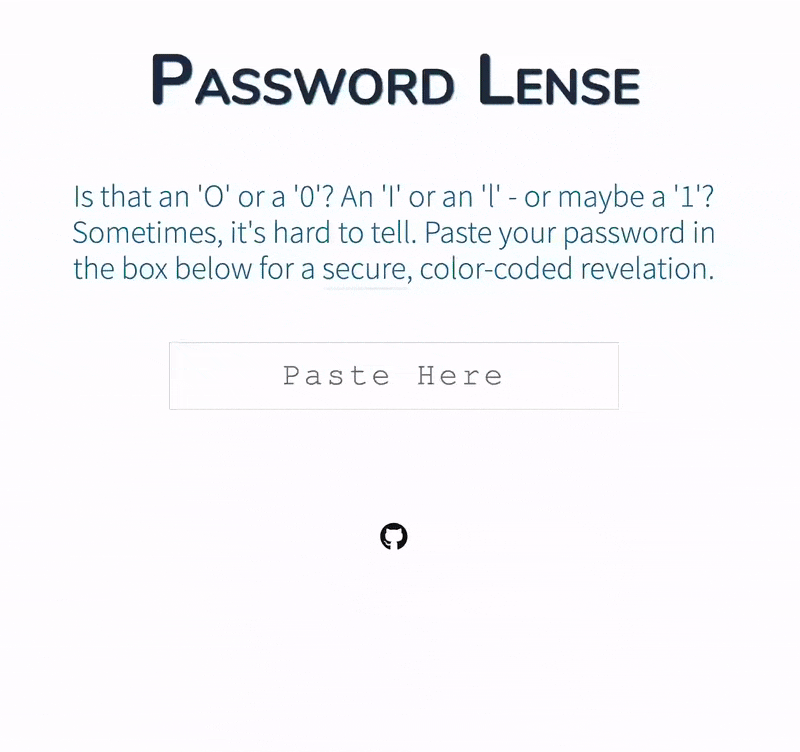 Password Lense
Is that an 'O' or a '0'? An 'I' or an 'l' - or maybe a '1'?
Sometimes, it's hard to tell. Paste your password in
the box below for a secure, color-coded revelation.
Paste Here